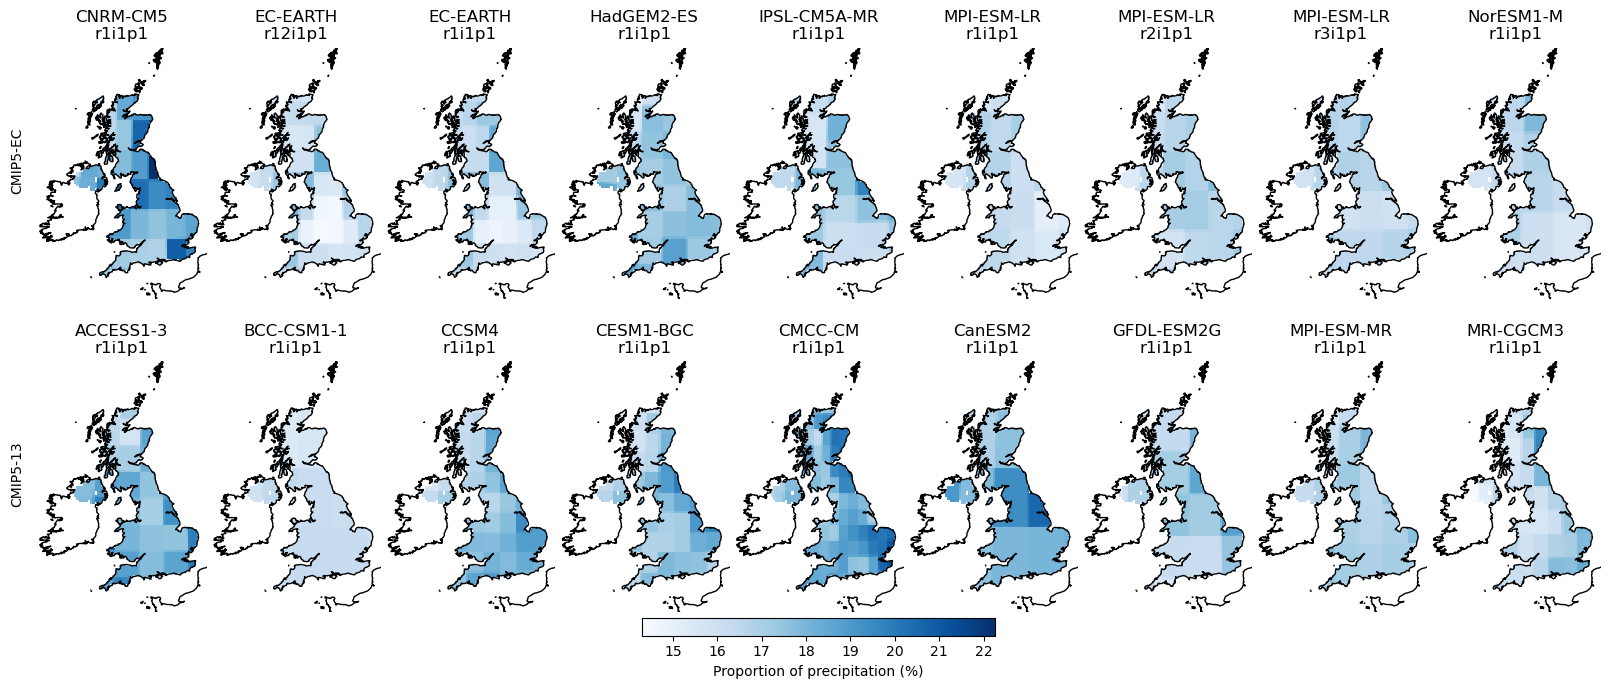 CNRM-CM5
r1i1p1
EC-EARTH
r12i1p1
EC-EARTH
r1i1p1
HadGEM2-ES
r1i1p1
IPSL-CM5A-MR
r1i1p1
MPI-ESM-LR
r1i1p1
MPI-ESM-LR
r2i1p1
MPI-ESM-LR
r3i1p1
NorESM1-M
r1i1p1
CMIP5-EC
ACCESS1-3
r1i1p1
BCC-CSM1-1
r1i1p1
CCSM4
r1i1p1
CESM1-BGC
r1i1p1
CMCC-CM
r1i1p1
CanESM2
r1i1p1
GFDL-ESM2G
r1i1p1
MPI-ESM-MR
r1i1p1
MRI-CGCM3
r1i1p1
CMIP5-13
15 16 17 18 19 20 21 22
Proportion of precipitation (%)